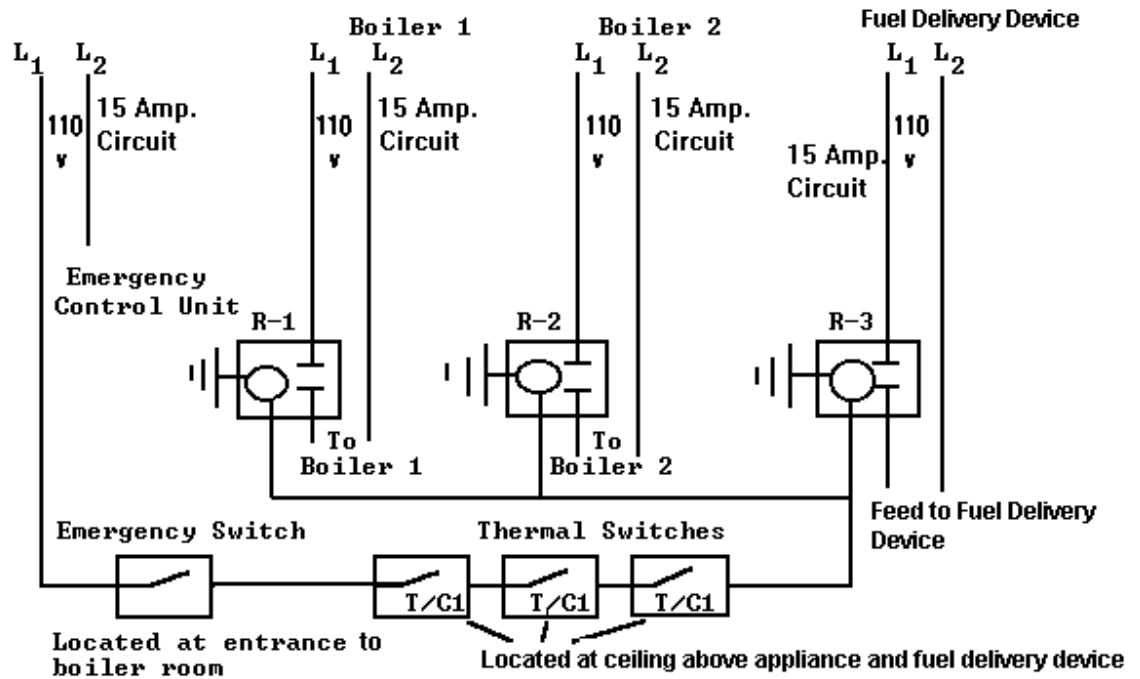 Boiler 1 Boiler 2 Fuel Delivery Device
L1 L2 L1 L2 L1 L2 L1 L2
110 v 15 Amp. Circuit
110 v 15 Amp. Circuit
110 v 15 Amp. Circuit
15 Amp. Circuit 110 v
Emergency
Control Unit
R-1 R-2 R-3
To
Boiler 1
To
Boiler 2
Feed to Fuel Delivery
Device
Emergency Switch Thermal Switches
T/C1 T/C1 T/C1
Located at entrance to
boiler room
Located at ceiling above appliance and fuel delivery device